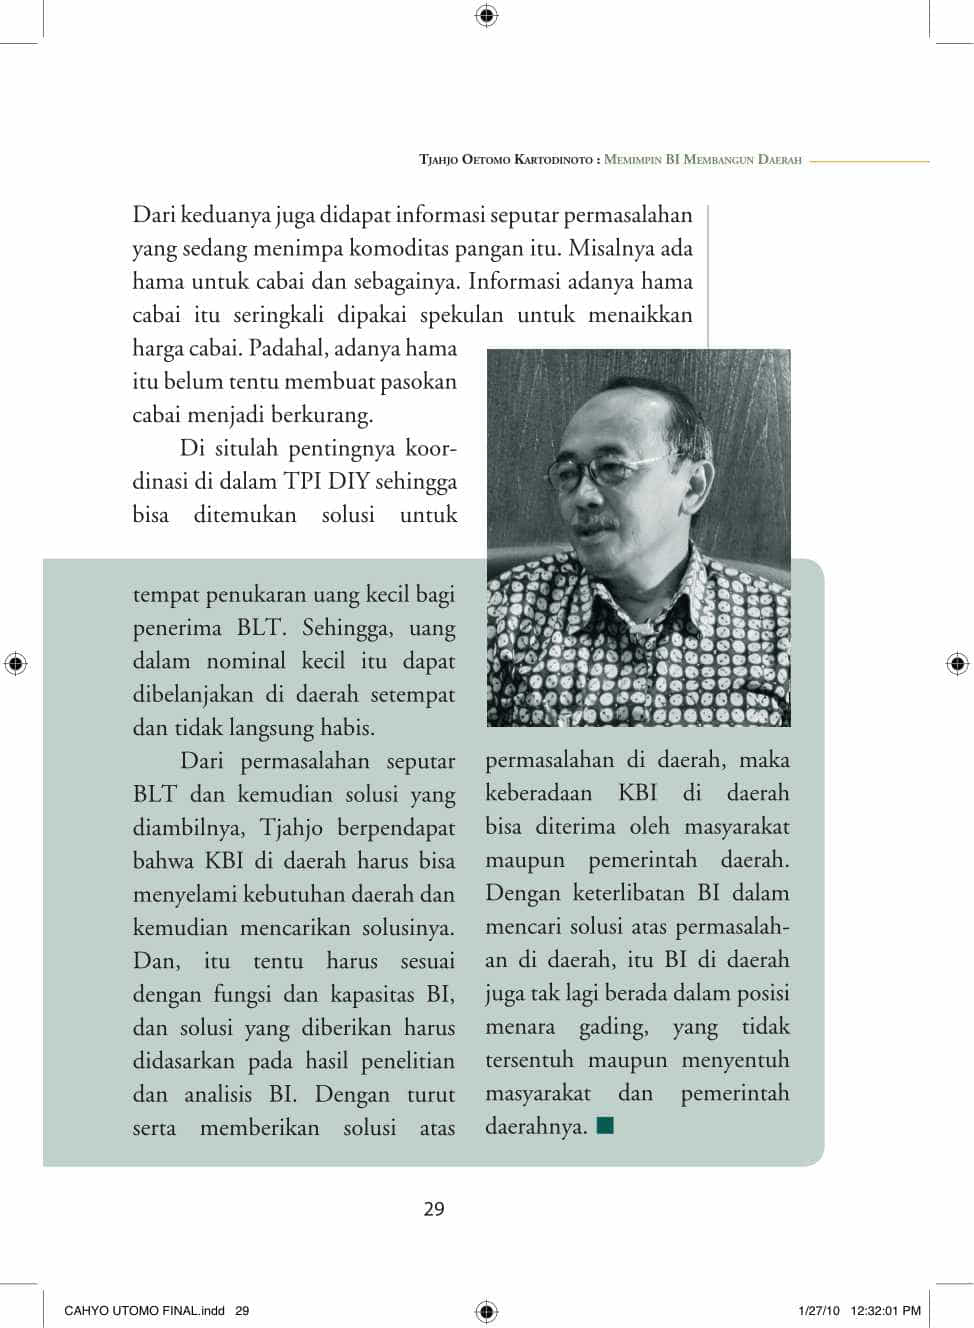 Tjahjo Oetomo Kartodinoto : Memimpin BI Membangun Daerah
Dari keduanya juga didapat informasi seputar permasalahan
yang sedang menimpa komoditas pangan itu. Misalnya ada
hama untuk cabai dan sebagainya. Informasi adanya hama
cabai itu seringkali dipakai spekulan untuk menaikkan
harga cabai. Padahal, adanya hama
itu belum tentu membuat pasokan
cabai menjadi berkurang.
Di situlah pentingnya koor-
dinasi di dalam TPI DIY sehingga
bisa ditemukan solusi untuk
tempat penukaran uang kecil bagi
penerima BLT. Sehingga, uang
dalam nominal kecil itu dapat
dibelanjakan di daerah setempat
dan tidak langsung habis.
Dari permasalahan seputar
BLT dan kemudian solusi yang
diambilnya, Tjahjo berpendapat
bahwa KBI di daerah harus bisa
menyelami kebutuhan daerah dan
kemudian mencarikan solusinya.
Dan, itu tentu harus sesuai
dengan fungsi dan kapasitas BI,
dan solusi yang diberikan harus
didasarkan pada hasil penelitian
dan analisis BI. Dengan turut
serta memberikan solusi atas
permasalahan di daerah, maka
keberadaan KBI di daerah
bisa diterima oleh masyarakat
maupun pemerintah daerah.
Dengan keterlibatan BI dalam
mencari solusi atas permasalah-
an di daerah, itu BI di daerah
juga tak lagi berada dalam posisi
menara gading, yang tidak
tersentuh maupun menyentuh
masyarakat dan pemerintah
daerahnya.
29
CAHYO UTOMO FINAL.indd 29
1/27/10 12:32:01 PM